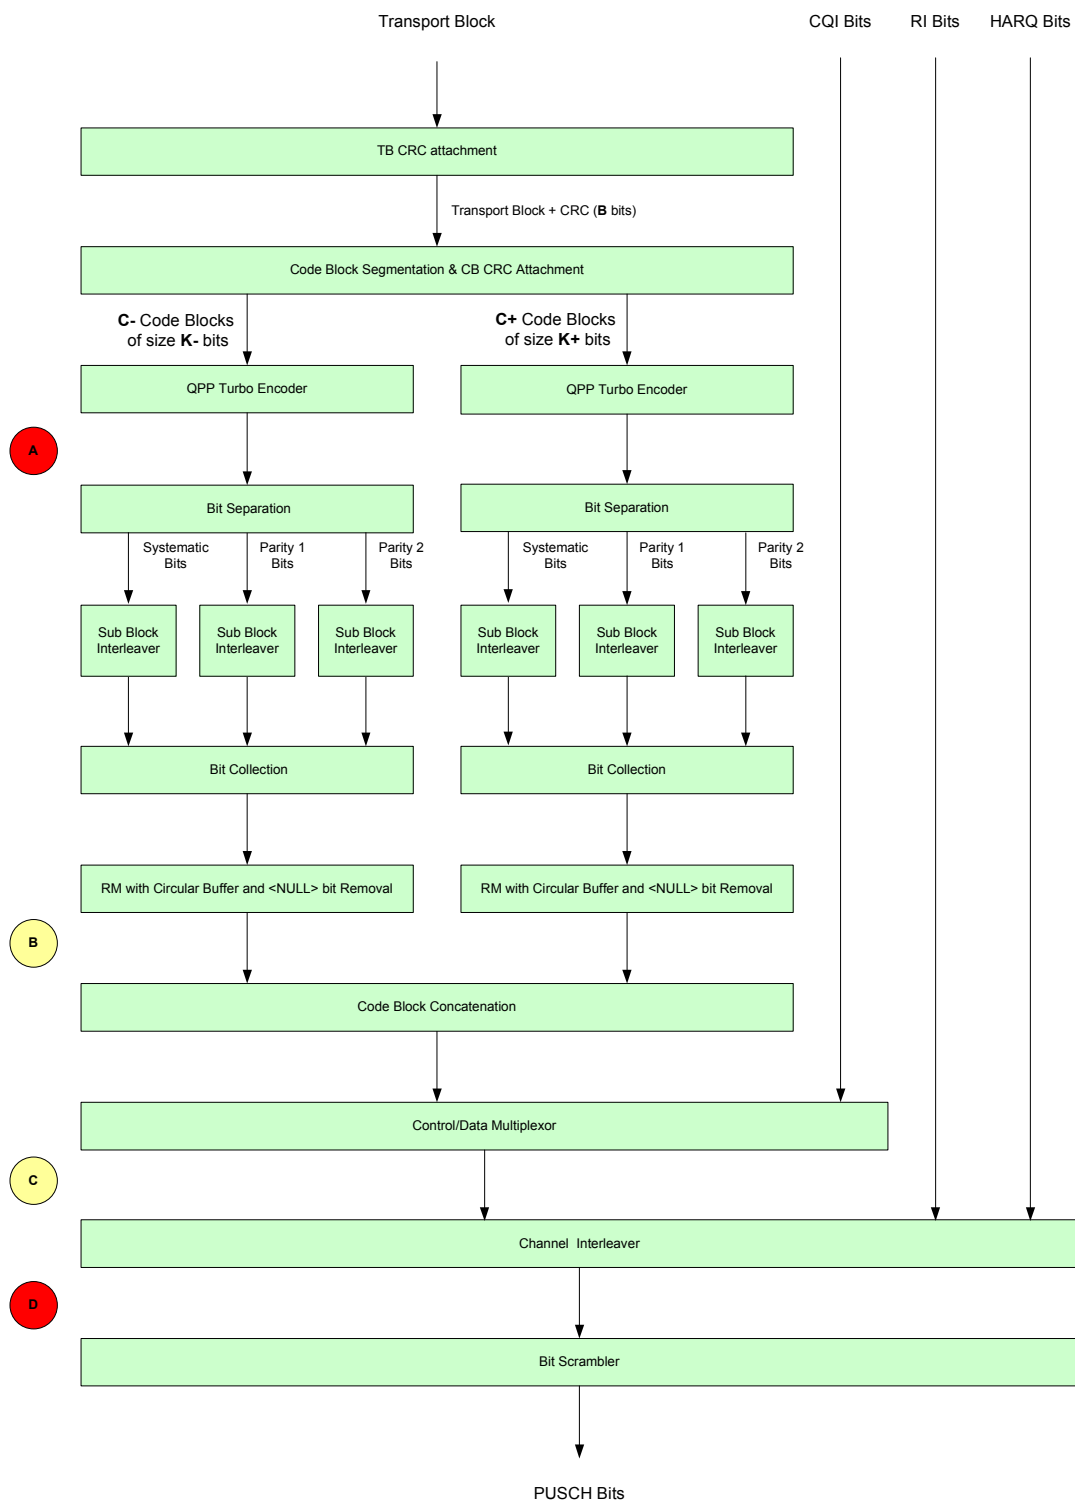 Transport Block
CQI Bits
RI Bits
HARQ Bits
TB CRC attachment
Transport Block + CRC (B bits)
Code Block Segmentation & CB CRC Attachment
C- Code Blocks
of size K- bits
C+ Code Blocks
of size K+ bits
QPP Turbo Encoder
QPP Turbo Encoder
A
Bit Separation
Bit Separation
Systematic
Bits
Parity 1
Bits
Parity 2
Bits
Systematic
Bits
Parity 1
Bits
Parity 2
Bits
Sub Block
Interleaver
Sub Block
Interleaver
Sub Block
Interleaver
Sub Block
Interleaver
Sub Block
Interleaver
Sub Block
Interleaver
Bit Collection
Bit Collection
RM with Circular Buffer and <NULL> bit Removal
RM with Circular Buffer and <NULL> bit Removal
B
Code Block Concatenation
Control/Data Multiplexor
C
Channel Interleaver
D
Bit Scrambler
PUSCH Bits